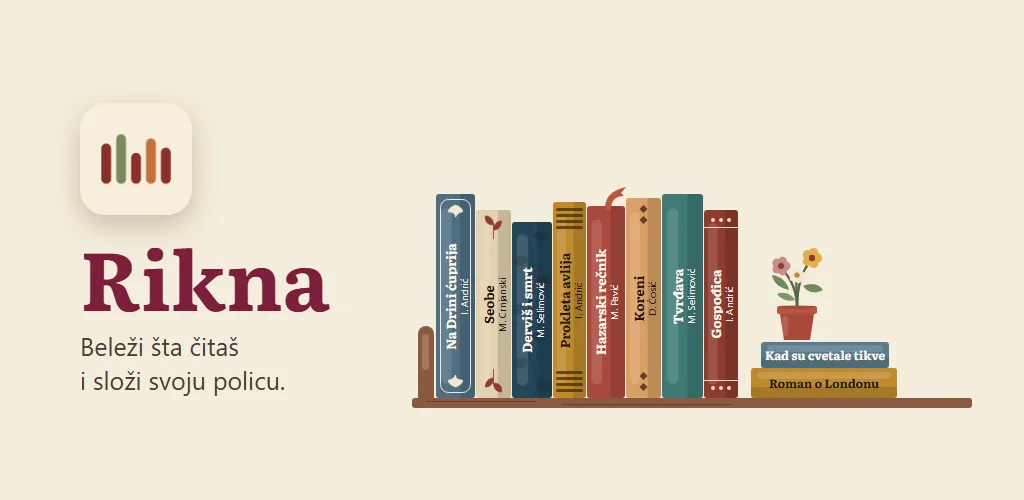 Rikna
Beleži šta čitaš
i složi svoju policu.
Na Drini ćuprija
I. Andrić
Seobe
M. Crnjanski
Derviš i smrt
M. Selimović
Prokleta avlija
I. Andrić
Hazarski rečnik
M. Pavić
Koreni
D. Ćosić
Tvrđava
M. Selimović
Gospođica
I. Andrić
Kad su cvetale tikve
Roman o Londonu